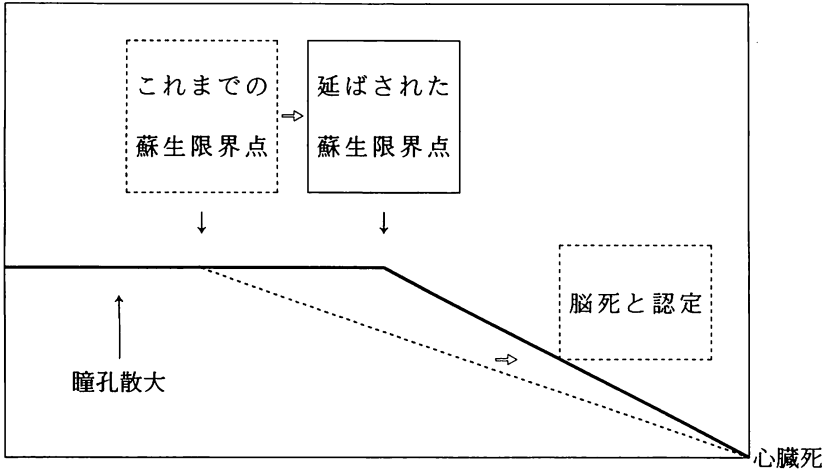 これまでの
蘇生限界点
延ばされた
蘇生限界点
脳死と認定
瞳孔散大
心臓死